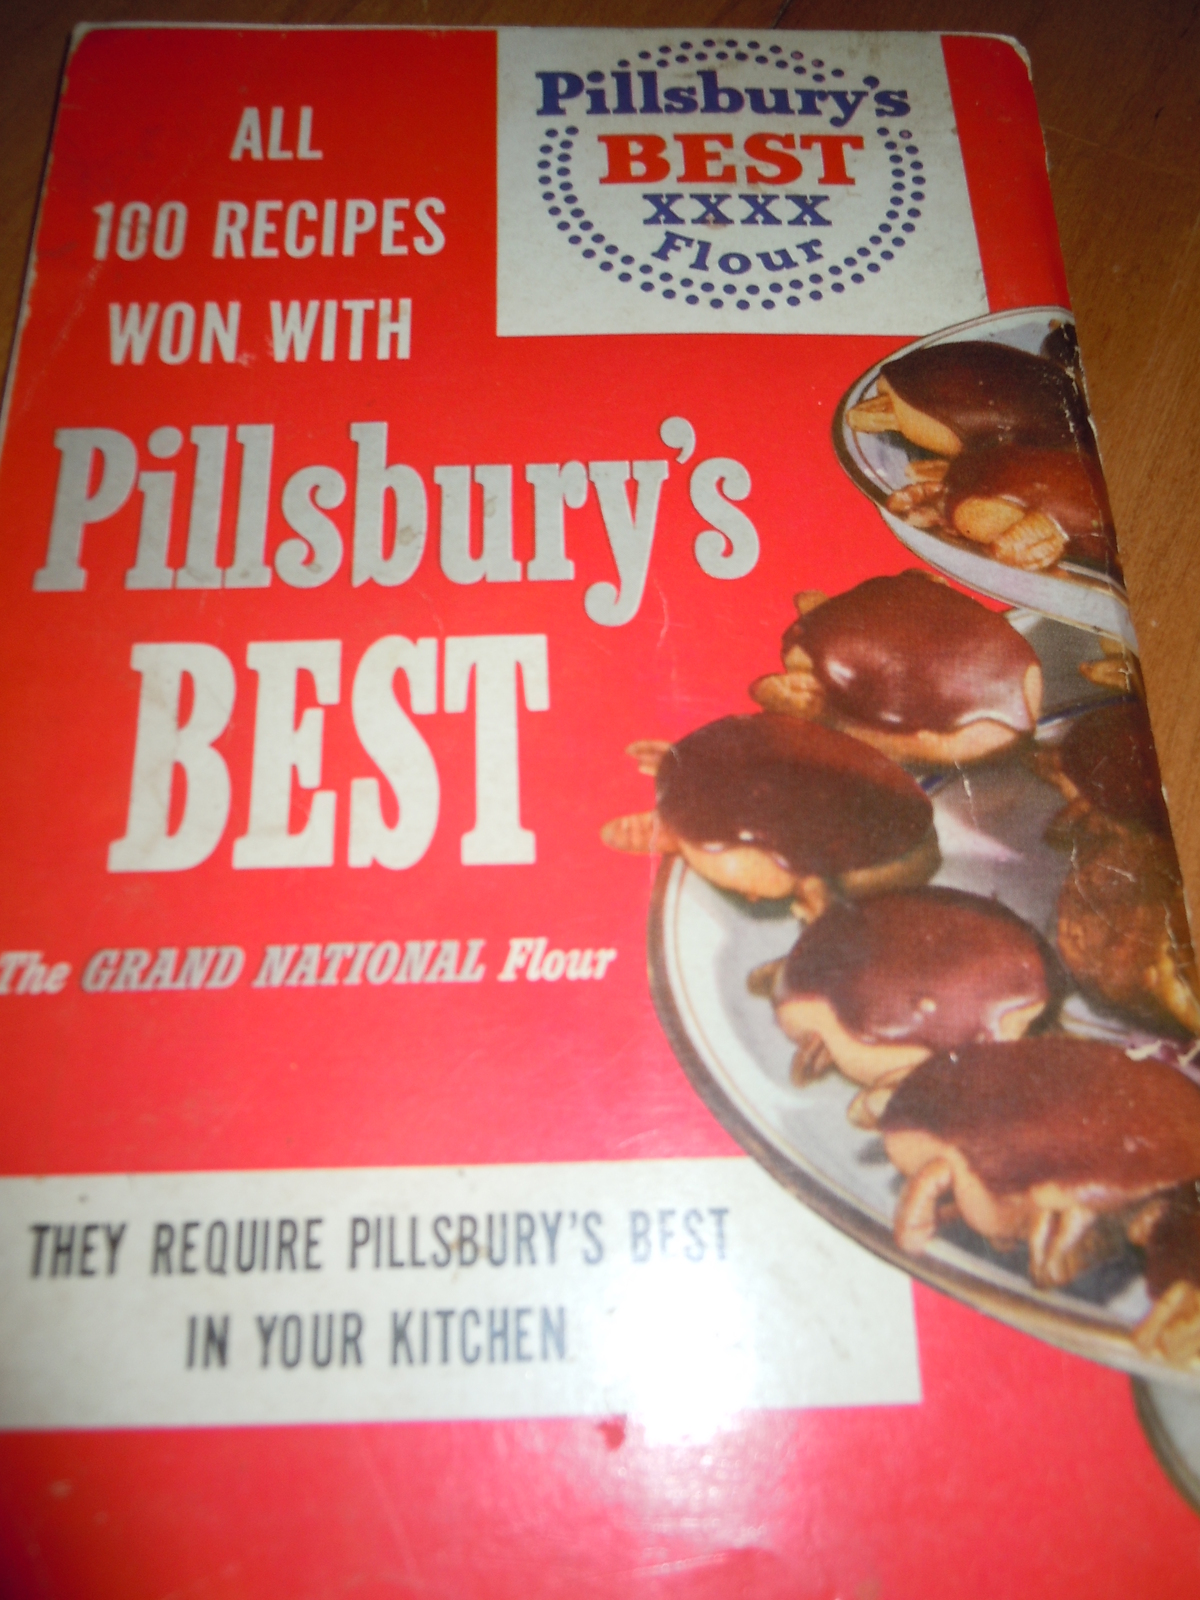 Pillsbury's
BEST
XXXX
Flour
ALL
100 RECIPES
WON WITH
Pillsbury's
BEST
The GRAND NATIONAL Flour
THEY REQUIRE PILLSBURY'S BEST
IN YOUR KITCHEN